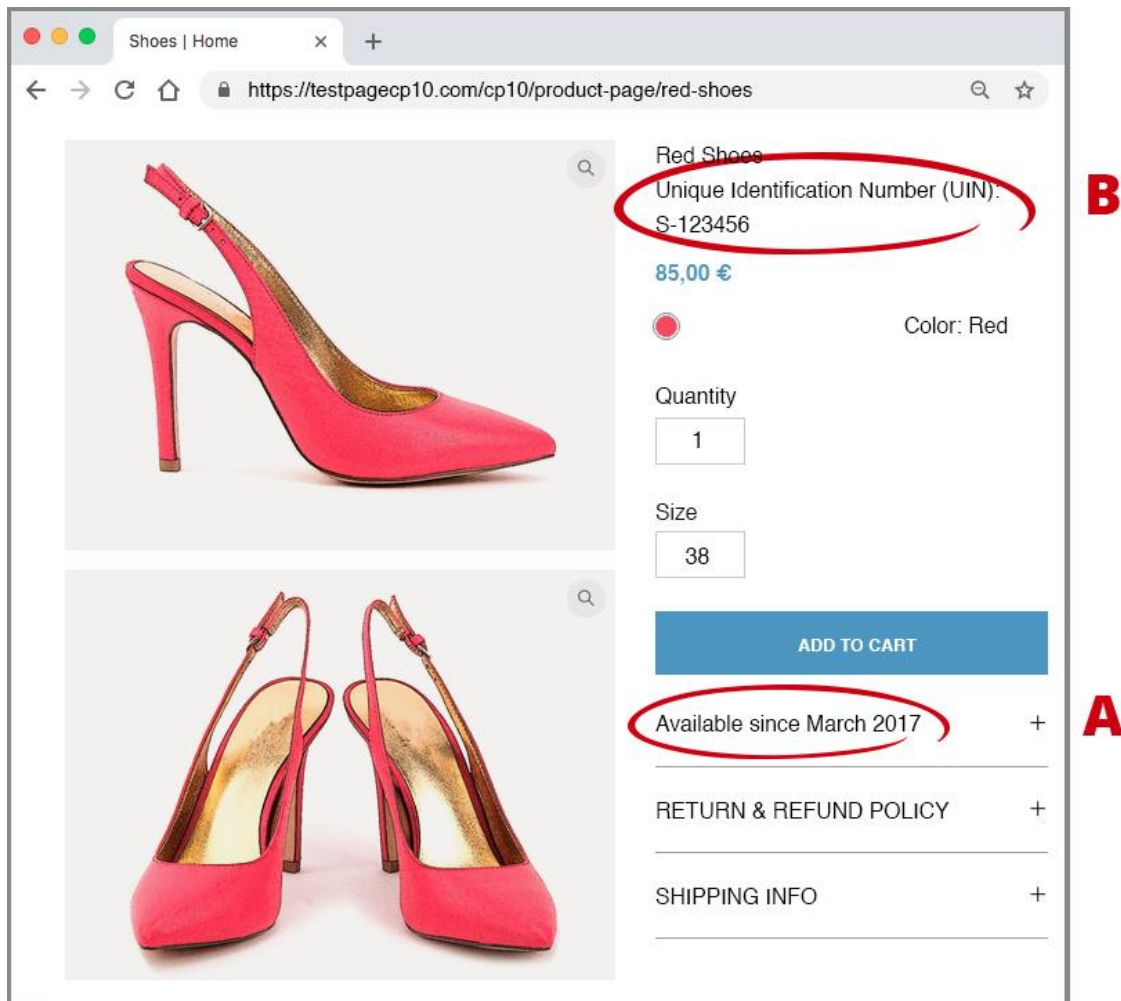 Shoes | Home
https://testpagecp10.com/cp10/product-page/red-shoes
Red Shoes
Unique Identification Number (UIN):
S-123456
B
85,00 €
Color: Red
Quantity
1
Size
38
ADD TO CART
Available since March 2017
A
RETURN & REFUND POLICY
SHIPPING INFO